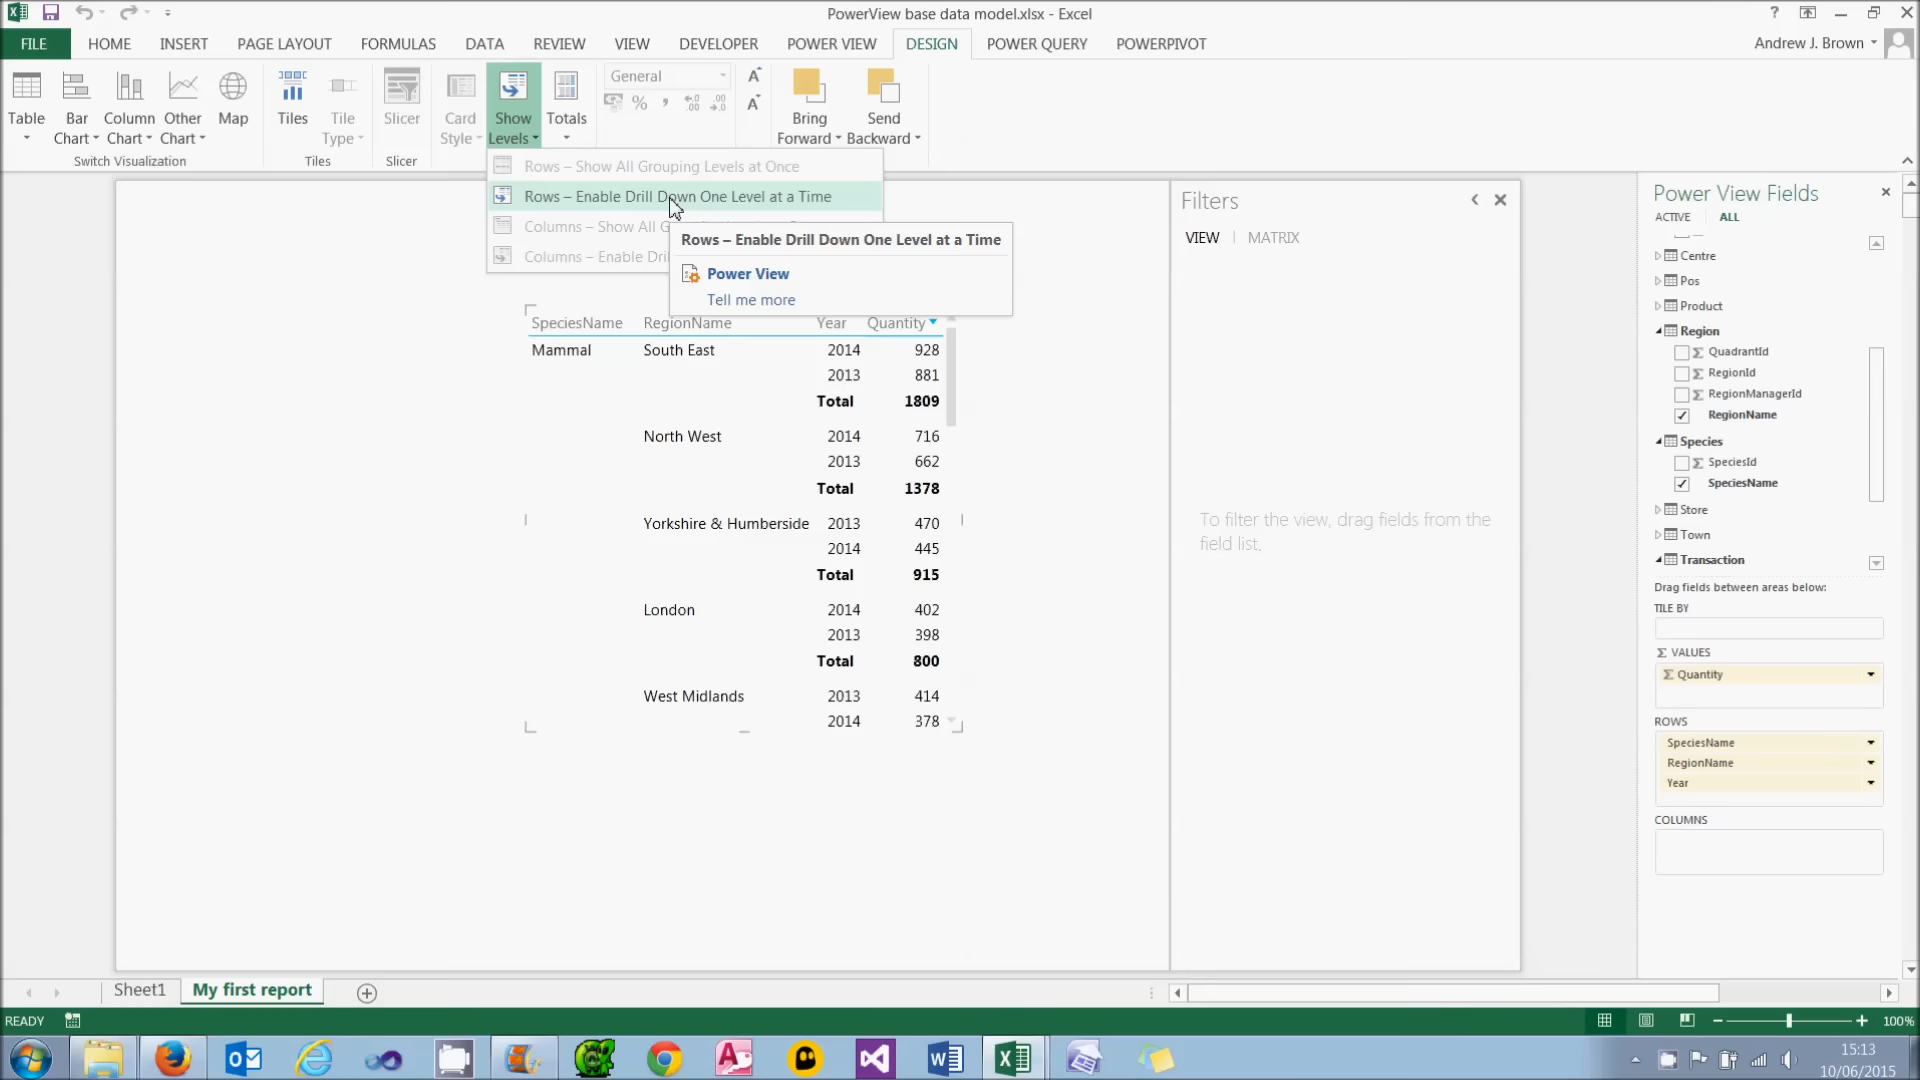 PowerView base data model.xlsx - Excel
FILE HOME INSERT PAGE LAYOUT FORMULAS DATA REVIEW VIEW DEVELOPER POWER VIEW DESIGN POWER QUERY POWERPIVOT Andrew J. Brown
Table
Bar Chart
Column Chart
Other Chart
Map
Tiles
Tile Type
Slicer
Card Style
Show Levels
Totals
General
Bring Forward
Send Backward
Switch Visualization
Tiles
Slicer
Rows – Show All Grouping Levels at Once
Rows – Enable Drill Down One Level at a Time
Columns – Show All G
Columns – Enable Dril
Rows – Enable Drill Down One Level at a Time
Power View
Tell me more
SpeciesName RegionName Year Quantity
Mammal South East 2014 928
2013 881
Total 1809
North West 2014 716
2013 662
Total 1378
Yorkshire & Humberside 2013 470
2014 445
Total 915
London 2014 402
2013 398
Total 800
West Midlands 2013 414
2014 378
Filters
VIEW MATRIX
To filter the view, drag fields from the
field list.
Power View Fields
ACTIVE ALL
Centre
Pos
Product
Region
QuadrantId
RegionId
RegionManagerId
RegionName
Species
SpeciesId
SpeciesName
Store
Town
Transaction
Drag fields between areas below:
TILE BY
Σ VALUES
Σ Quantity
ROWS
SpeciesName
RegionName
Year
COLUMNS
Sheet1 My first report
READY 100%
15:13
10/06/2015